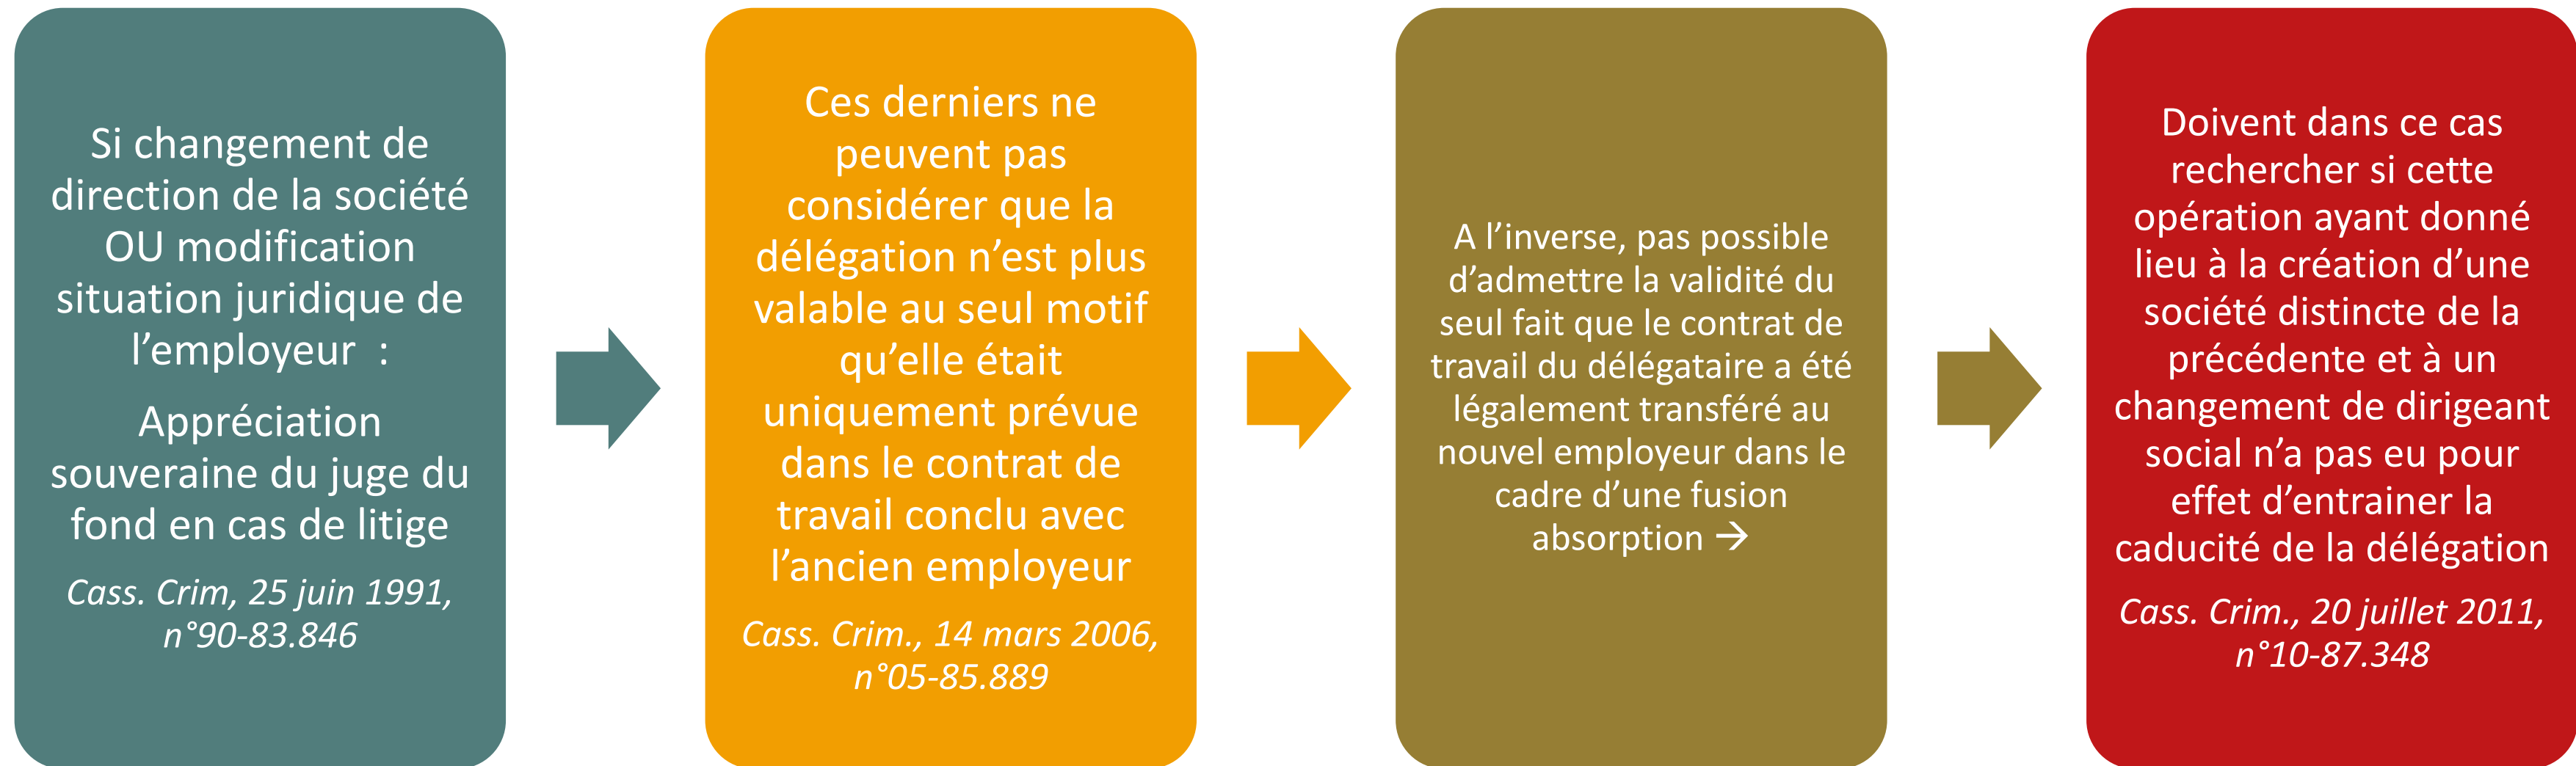 Si changement de
direction de la société
OU modification
situation juridique de
l’employeur :
Appréciation
souveraine du juge du
fond en cas de litige
Cass. Crim, 25 juin 1991,
n°90-83.846
Ces derniers ne
peuvent pas
considérer que la
délégation n’est plus
valable au seul motif
qu’elle était
uniquement prévue
dans le contrat de
travail conclu avec
l’ancien employeur
Cass. Crim., 14 mars 2006,
n°05-85.889
A l’inverse, pas possible
d’admettre la validité du
seul fait que le contrat de
travail du délégataire a été
légalement transféré au
nouvel employeur dans le
cadre d’une fusion
absorption →
Doivent dans ce cas
rechercher si cette
opération ayant donné
lieu à la création d’une
société distincte de la
précédente et à un
changement de dirigeant
social n’a pas eu pour
effet d’entrainer la
caducité de la délégation
Cass. Crim., 20 juillet 2011,
n°10-87.348